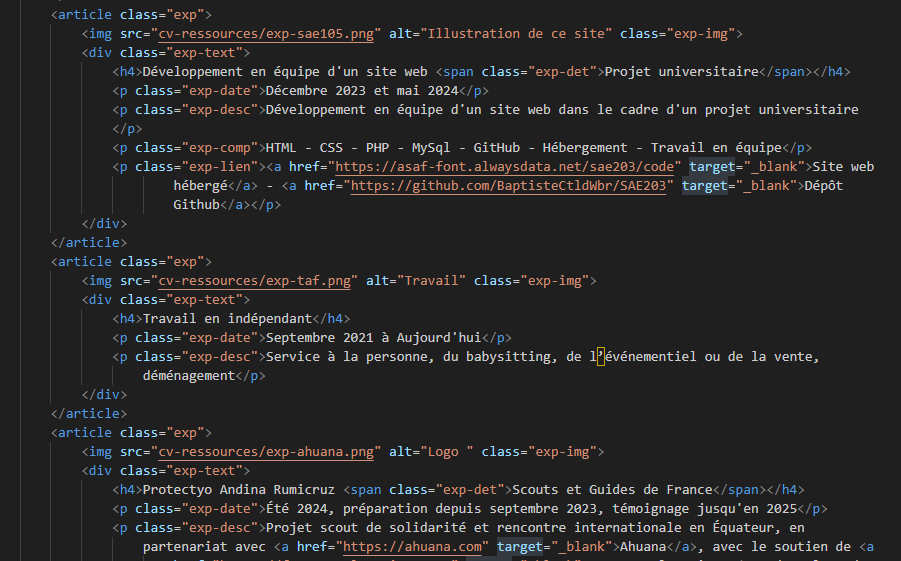 <article class="exp">
<img src="cv-ressources/exp-sae105.png" alt="Illustration de ce site" class="exp-img">
<div class="exp-text">
<h4>Développement en équipe d'un site web <span class="exp-det">Projet universitaire</span></h4>
<p class="exp-date">Décembre 2023 et mai 2024</p>
<p class="exp-desc">Développement en équipe d'un site web dans le cadre d'un projet universitaire
</p>
<p class="exp-comp">HTML - CSS - PHP - MySql - GitHub - Hébergement - Travail en équipe</p>
<p class="exp-lien"><a href="https://asaf-font.alwaysdata.net/sae203/code" target="_blank">Site web
hébergé</a> - <a href="https://github.com/BaptisteCtldWbr/SAE203" target="_blank">Dépôt
Github</a></p>
</div>
</article>
<article class="exp">
<img src="cv-ressources/exp-taf.png" alt="Travail" class="exp-img">
<div class="exp-text">
<h4>Travail en indépendant</h4>
<p class="exp-date">Septembre 2021 à Aujourd'hui</p>
<p class="exp-desc">Service à la personne, du babysitting, de l’événementiel ou de la vente,
déménagement</p>
</div>
</article>
<article class="exp">
<img src="cv-ressources/exp-ahuana.png" alt="Logo " class="exp-img">
<div class="exp-text">
<h4>Protectyo Andina Rumicruz <span class="exp-det">Scouts et Guides de France</span></h4>
<p class="exp-date">Été 2024, préparation depuis septembre 2023, témoignage jusqu'en 2025</p>
<p class="exp-desc">Projet scout de solidarité et rencontre internationale en Équateur, en
partenariat avec <a href="https://ahuana.com" target="_blank">Ahuana</a>, avec le soutien de <a